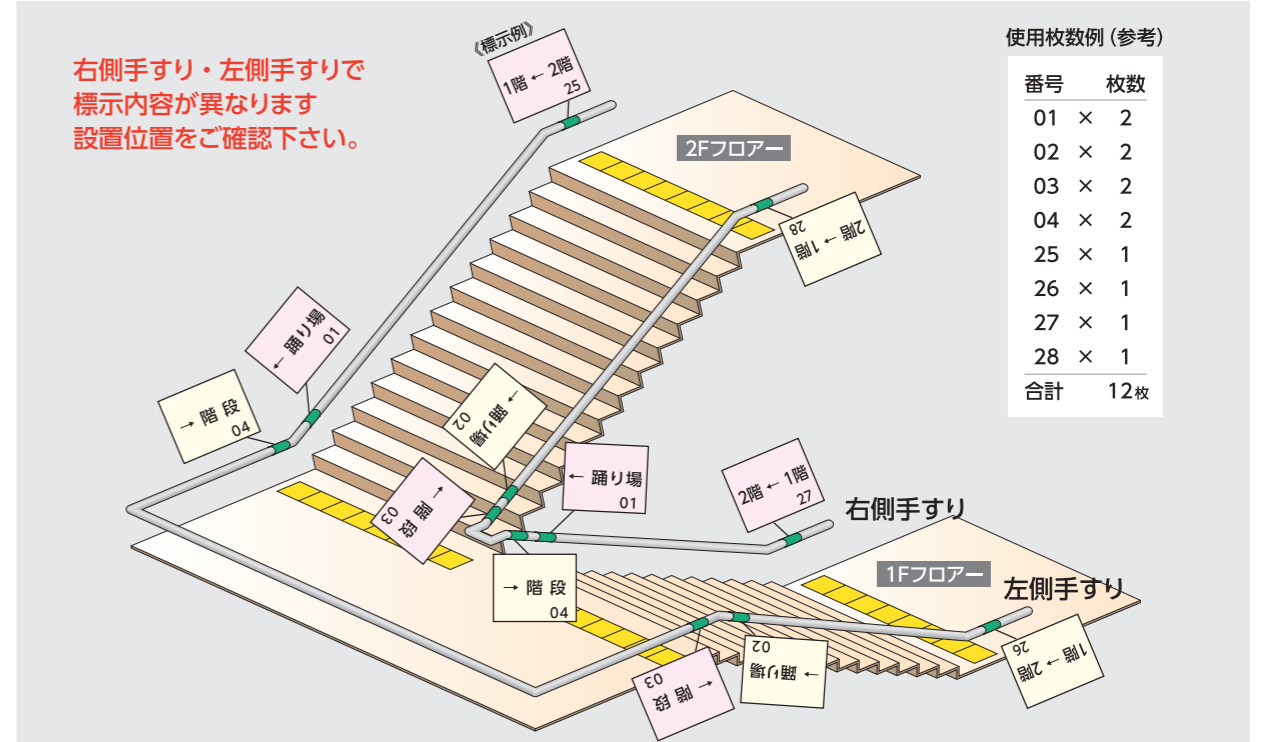 右側手すり・左側手すりで
標示内容が異なります
設置位置をご確認下さい。
《標示例》
1階 ← 2階
25
2Fフロアー
2階 ← 1階
28
← 踊り場
01
→ 階 段
04
← 踊り場
02
← 階 段
03
← 踊り場
01
→ 階 段
04
2階 ← 1階
27
右側手すり
1Fフロアー
左側手すり
1階 → 2階
26
→ 踊り場
02
← 階 段
03
使用枚数例(参考)
番号 枚数
01 × 2
02 × 2
03 × 2
04 × 2
25 × 1
26 × 1
27 × 1
28 × 1
合計 12枚